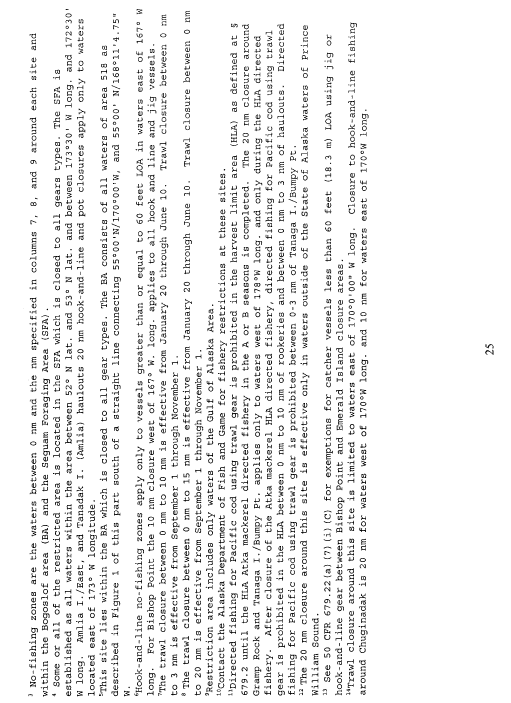 ³ No-fishing zones are the waters between 0 nm and the nm specified in columns 7, 8, and 9 around each site and
within the Bogoslof area (BA) and the Seguam Foraging Area (SFA).
⁴ Some or all of the restricted area is located in the SFA which is closed to all gears types. The SFA is
established as all waters within the area between 52° N lat. and 53° N lat. and between 173°30' W long. and 172°30'
W long. Amlia I./East, and Tanadak I. (Amlia) haulouts 20 nm hook-and-line and pot closures apply only to waters
located east of 173° W longitude.
⁵This site lies within the BA which is closed to all gear types. The BA consists of all waters of area 518 as
described in Figure 1 of this part south of a straight line connecting 55°00'N/170°00'W, and 55°00' N/168°11'4.75"
W.
⁶Hook-and-line no-fishing zones apply only to vessels greater than or equal to 60 feet LOA in waters east of 167° W
long. For Bishop Point the 10 nm closure west of 167° W. long. applies to all hook and line and jig vessels.
⁷The trawl closure between 0 nm to 10 nm is effective from January 20 through June 10. Trawl closure between 0 nm
to 3 nm is effective from September 1 through November 1.
⁸ The trawl closure between 0 nm to 15 nm is effective from January 20 through June 10. Trawl closure between 0 nm
to 20 nm is effective from September 1 through November 1.
⁹Restriction area includes only waters of the Gulf of Alaska Area.
¹⁰Contact the Alaska Department of Fish and Game for fishery restrictions at these sites.
¹¹Directed fishing for Pacific cod using trawl gear is prohibited in the harvest limit area (HLA) as defined at §
679.2 until the HLA Atka mackerel directed fishery in the A or B seasons is completed. The 20 nm closure around
Gramp Rock and Tanaga I./Bumpy Pt. applies only to waters west of 178°W long. and only during the HLA directed
fishery. After closure of the Atka mackerel HLA directed fishery, directed fishing for Pacific cod using trawl
gear is prohibited in the HLA between 0 nm to 10 nm of rookeries and between 0 nm to 3 nm of haulouts. Directed
fishing for Pacific cod using trawl gear is prohibited between 0-3 nm of Tanaga I./Bumpy Pt.
¹² The 20 nm closure around this site is effective only in waters outside of the State of Alaska waters of Prince
William Sound.
¹³ See 50 CFR 679.22(a)(7)(i)(C) for exemptions for catcher vessels less than 60 feet (18.3 m) LOA using jig or
hook-and-line gear between Bishop Point and Emerald Island closure areas.
¹⁴Trawl closure around this site is limited to waters east of 170°0'00" W long. Closure to hook-and-line fishing
around Chuginadak is 20 nm for waters west of 170°W long. and 10 nm for waters east of 170°W long.
25